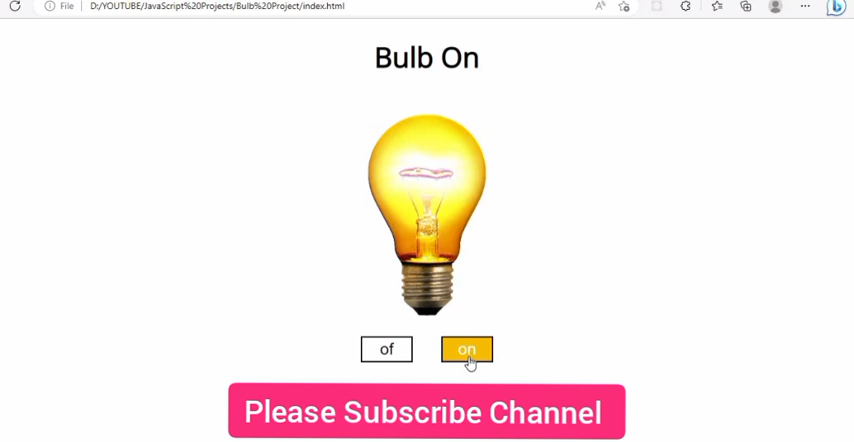 File D:/YOUTUBE/JavaScript%20Projects/Bulb%20Project/index.html
Bulb On
of on
Please Subscribe Channel